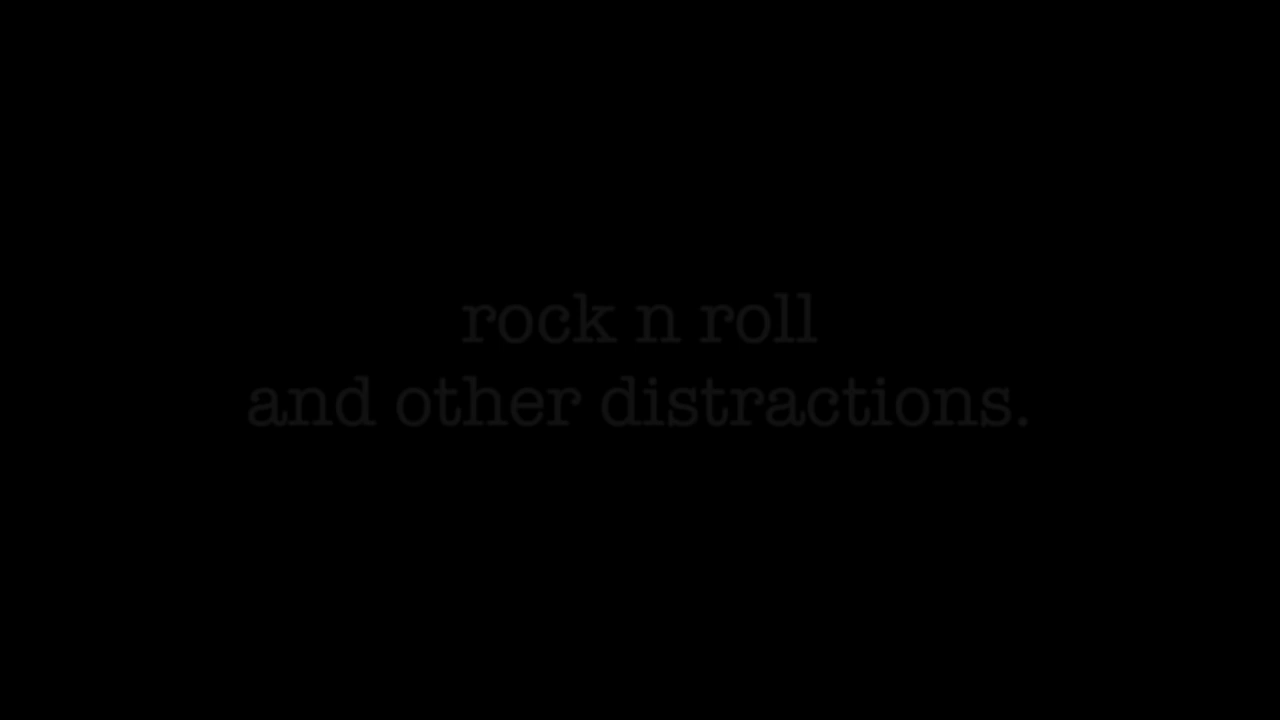 rock n roll
and other distractions.